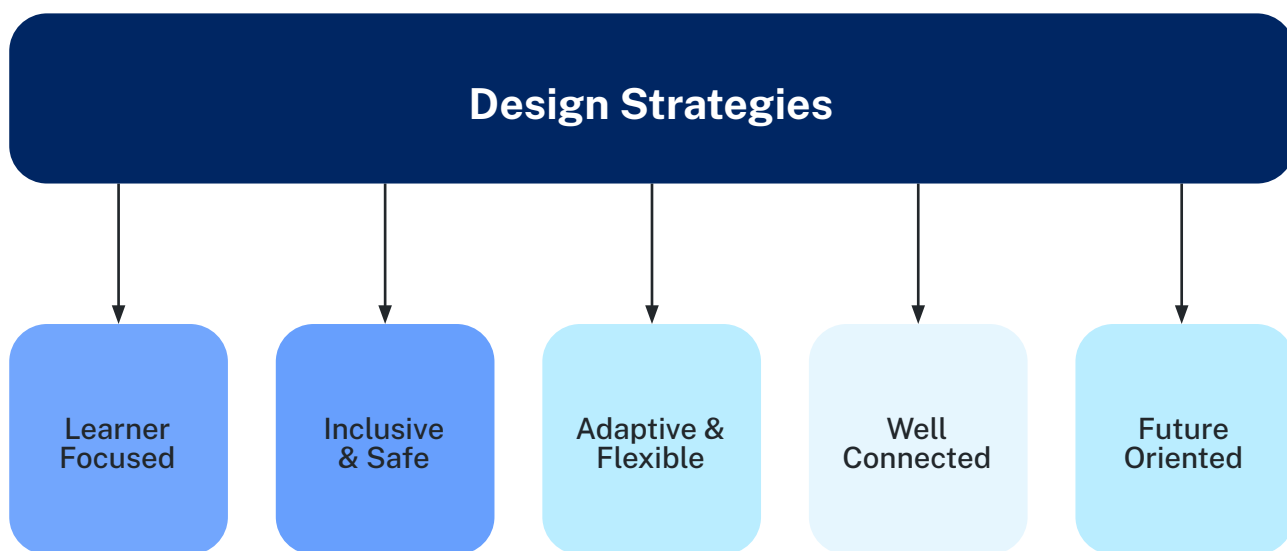 Design Strategies
Learner
Focused
Inclusive
& Safe
Adaptive &
Flexible
Well
Connected
Future
Oriented